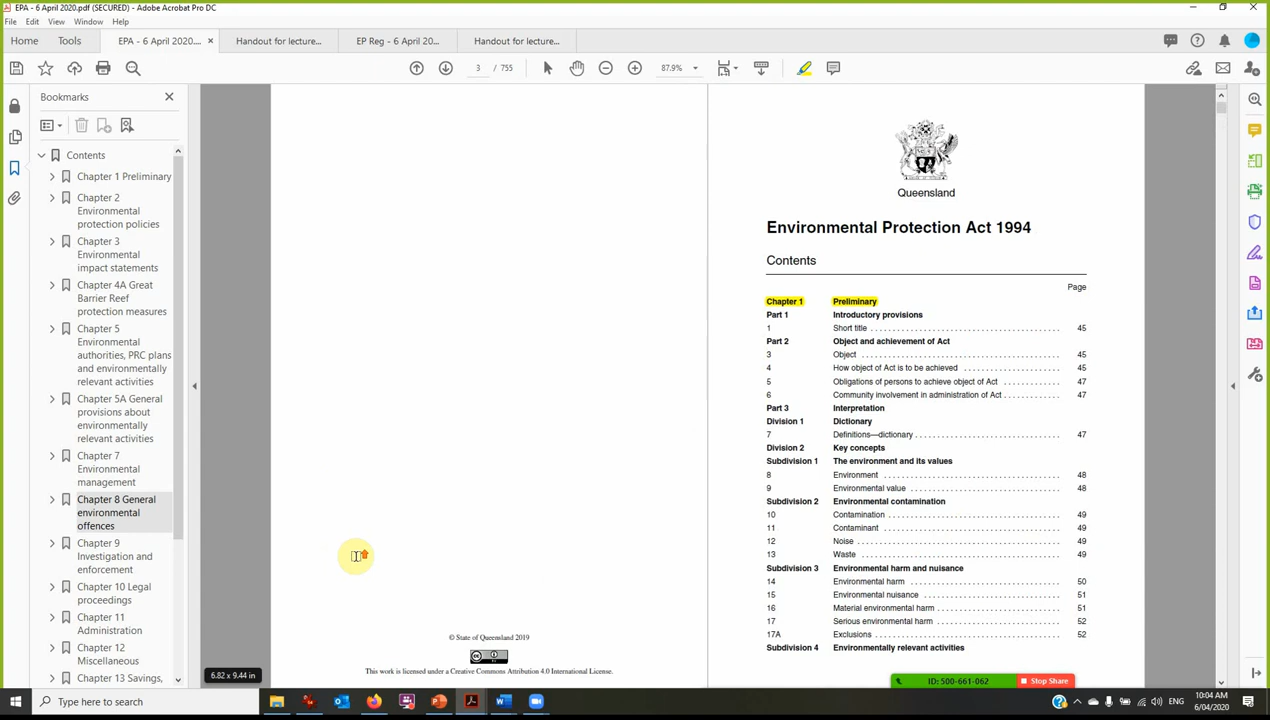 EPA - 6 April 2020.pdf (SECURED) - Adobe Acrobat Pro DC
File Edit View Window Help
Home Tools EPA - 6 April 2020.... × Handout for lecture... EP Reg - 6 April 20... Handout for lecture...
3 / 755 87.9%
Bookmarks
Contents
Chapter 1 Preliminary
Chapter 2
Environmental
protection policies
Chapter 3
Environmental
impact statements
Chapter 4A Great
Barrier Reef
protection measures
Chapter 5
Environmental
authorities, PRC plans
and environmentally
relevant activities
Chapter 5A General
provisions about
environmentally
relevant activities
Chapter 7
Environmental
management
Chapter 8 General
environmental
offences
Chapter 9
Investigation and
enforcement
Chapter 10 Legal
proceedings
Chapter 11
Administration
Chapter 12
Miscellaneous
Chapter 13 Savings,
© State of Queensland 2019
This work is licensed under a Creative Commons Attribution 4.0 International License.
6.82 x 9.44 in
Queensland
Environmental Protection Act 1994
Contents
Page
Chapter 1 Preliminary
Part 1 Introductory provisions
1 Short title 45
Part 2 Object and achievement of Act
3 Object 45
4 How object of Act is to be achieved 45
5 Obligations of persons to achieve object of Act 47
6 Community involvement in administration of Act 47
Part 3 Interpretation
Division 1 Dictionary
7 Definitions—dictionary 47
Division 2 Key concepts
Subdivision 1 The environment and its values
8 Environment 48
9 Environmental value 48
Subdivision 2 Environmental contamination
10 Contamination 49
11 Contaminant 49
12 Noise 49
13 Waste 49
Subdivision 3 Environmental harm and nuisance
14 Environmental harm 50
15 Environmental nuisance 51
16 Material environmental harm 51
17 Serious environmental harm 52
17A Exclusions 52
Subdivision 4 Environmentally relevant activities
ID: 500-661-062 Stop Share
Type here to search
ENG
10:04 AM
6/04/2020